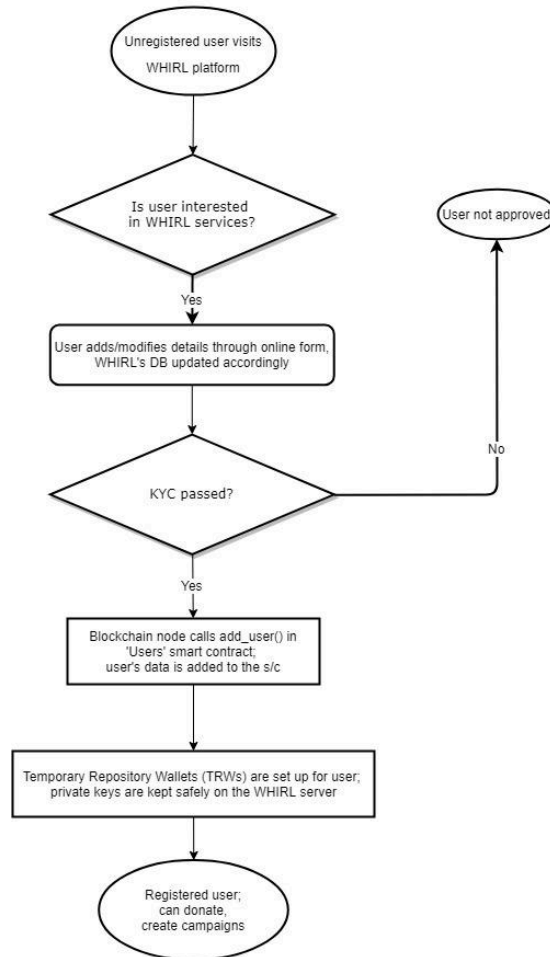 Unregistered user visits
WHIRL platform
Is user interested
in WHIRL services?
User not approved
Yes
User adds/modifies details through online form,
WHIRL's DB updated accordingly
No
KYC passed?
Yes
Blockchain node calls add_user() in
'Users' smart contract;
user's data is added to the s/c
Temporary Repository Wallets (TRWs) are set up for user;
private keys are kept safely on the WHIRL server
Registered user;
can donate,
create campaigns